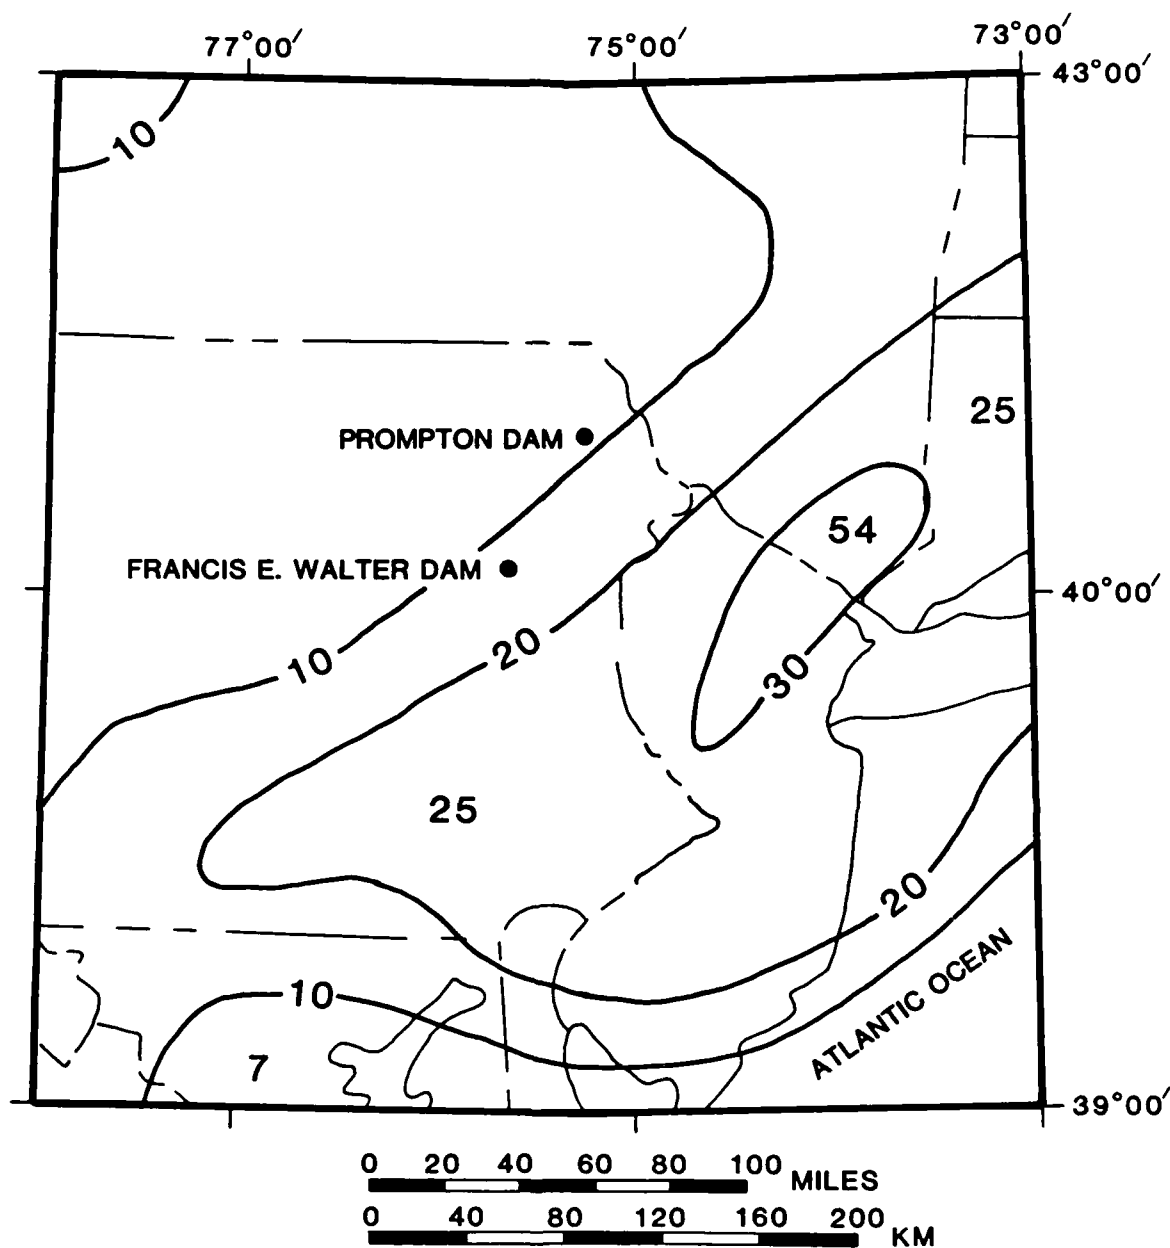 77°00′ 75°00′ 73°00′
43°00′
10
25
PROMPTON DAM
54
FRANCIS E. WALTER DAM
40°00′
20
10
30
25
20
ATLANTIC OCEAN
10
7
39°00′
0 20 40 60 80 100 MILES
0 40 80 120 160 200 KM